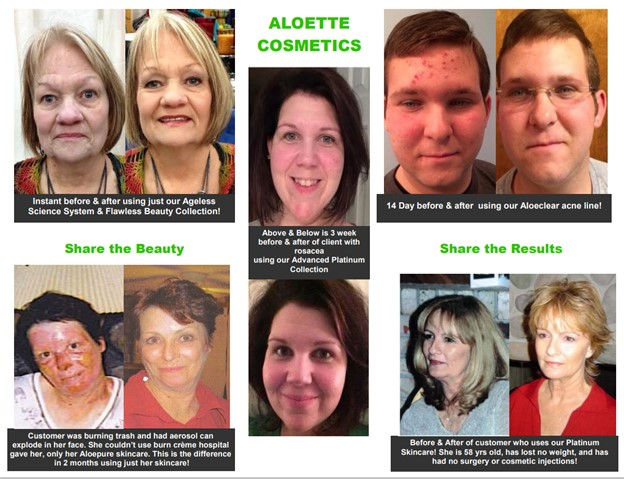 ALOETTE
COSMETICS
Instant before & after using just our Ageless
Science System & Flawless Beauty Collection!
Above & Below is 3 week
before & after of client with
rosacea
using our Advanced Platinum
Collection
14 Day before & after using our Aloeclear acne line!
Share the Beauty
Share the Results
Customer was burning trash and had aerosol can
explode in her face. She couldn't use burn crème hospital
gave her, only her Aloepure skincare. This is the difference
in 2 months using just her skincare!
Before & After of customer who uses our Platinum
Skincare! She is 58 yrs old, has lost no weight, and has
had no surgery or cosmetic injections!